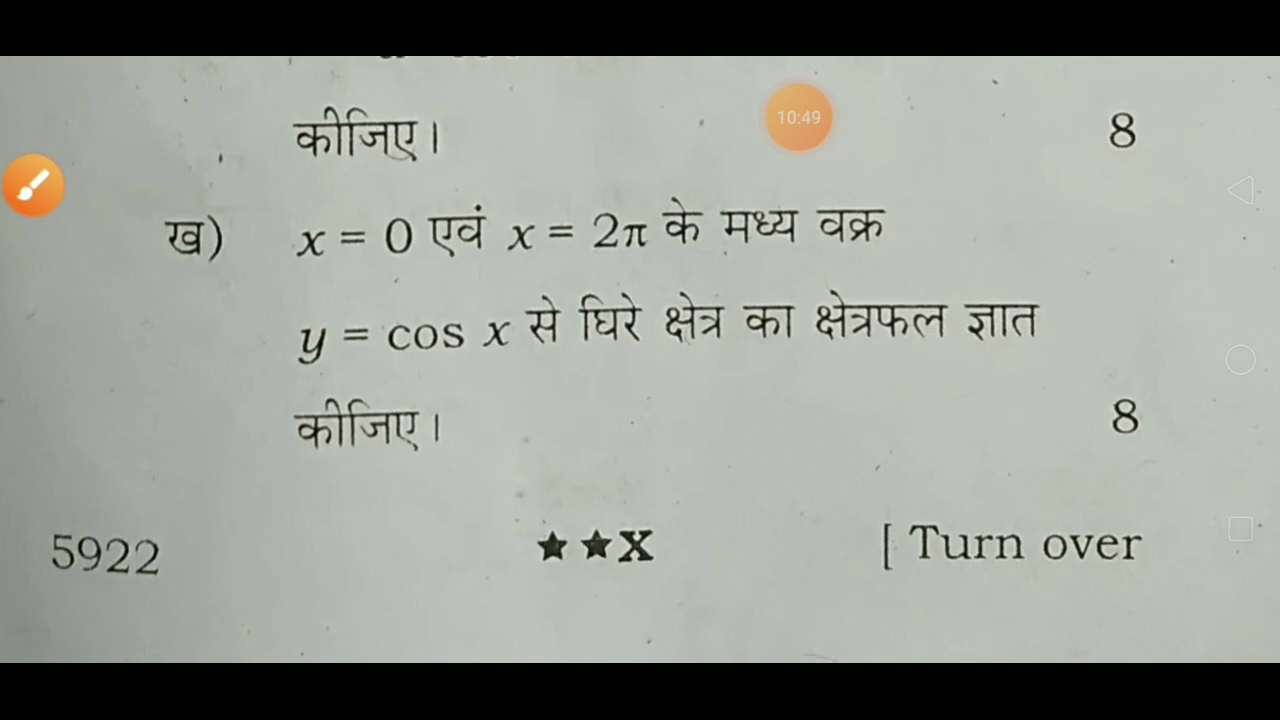 कीजिए।
10:49
8
ख) x = 0 एवं x = 2π के मध्य वक्र
y = cos x से घिरे क्षेत्र का क्षेत्रफल ज्ञात
कीजिए। 8
5922 ★★X [ Turn over